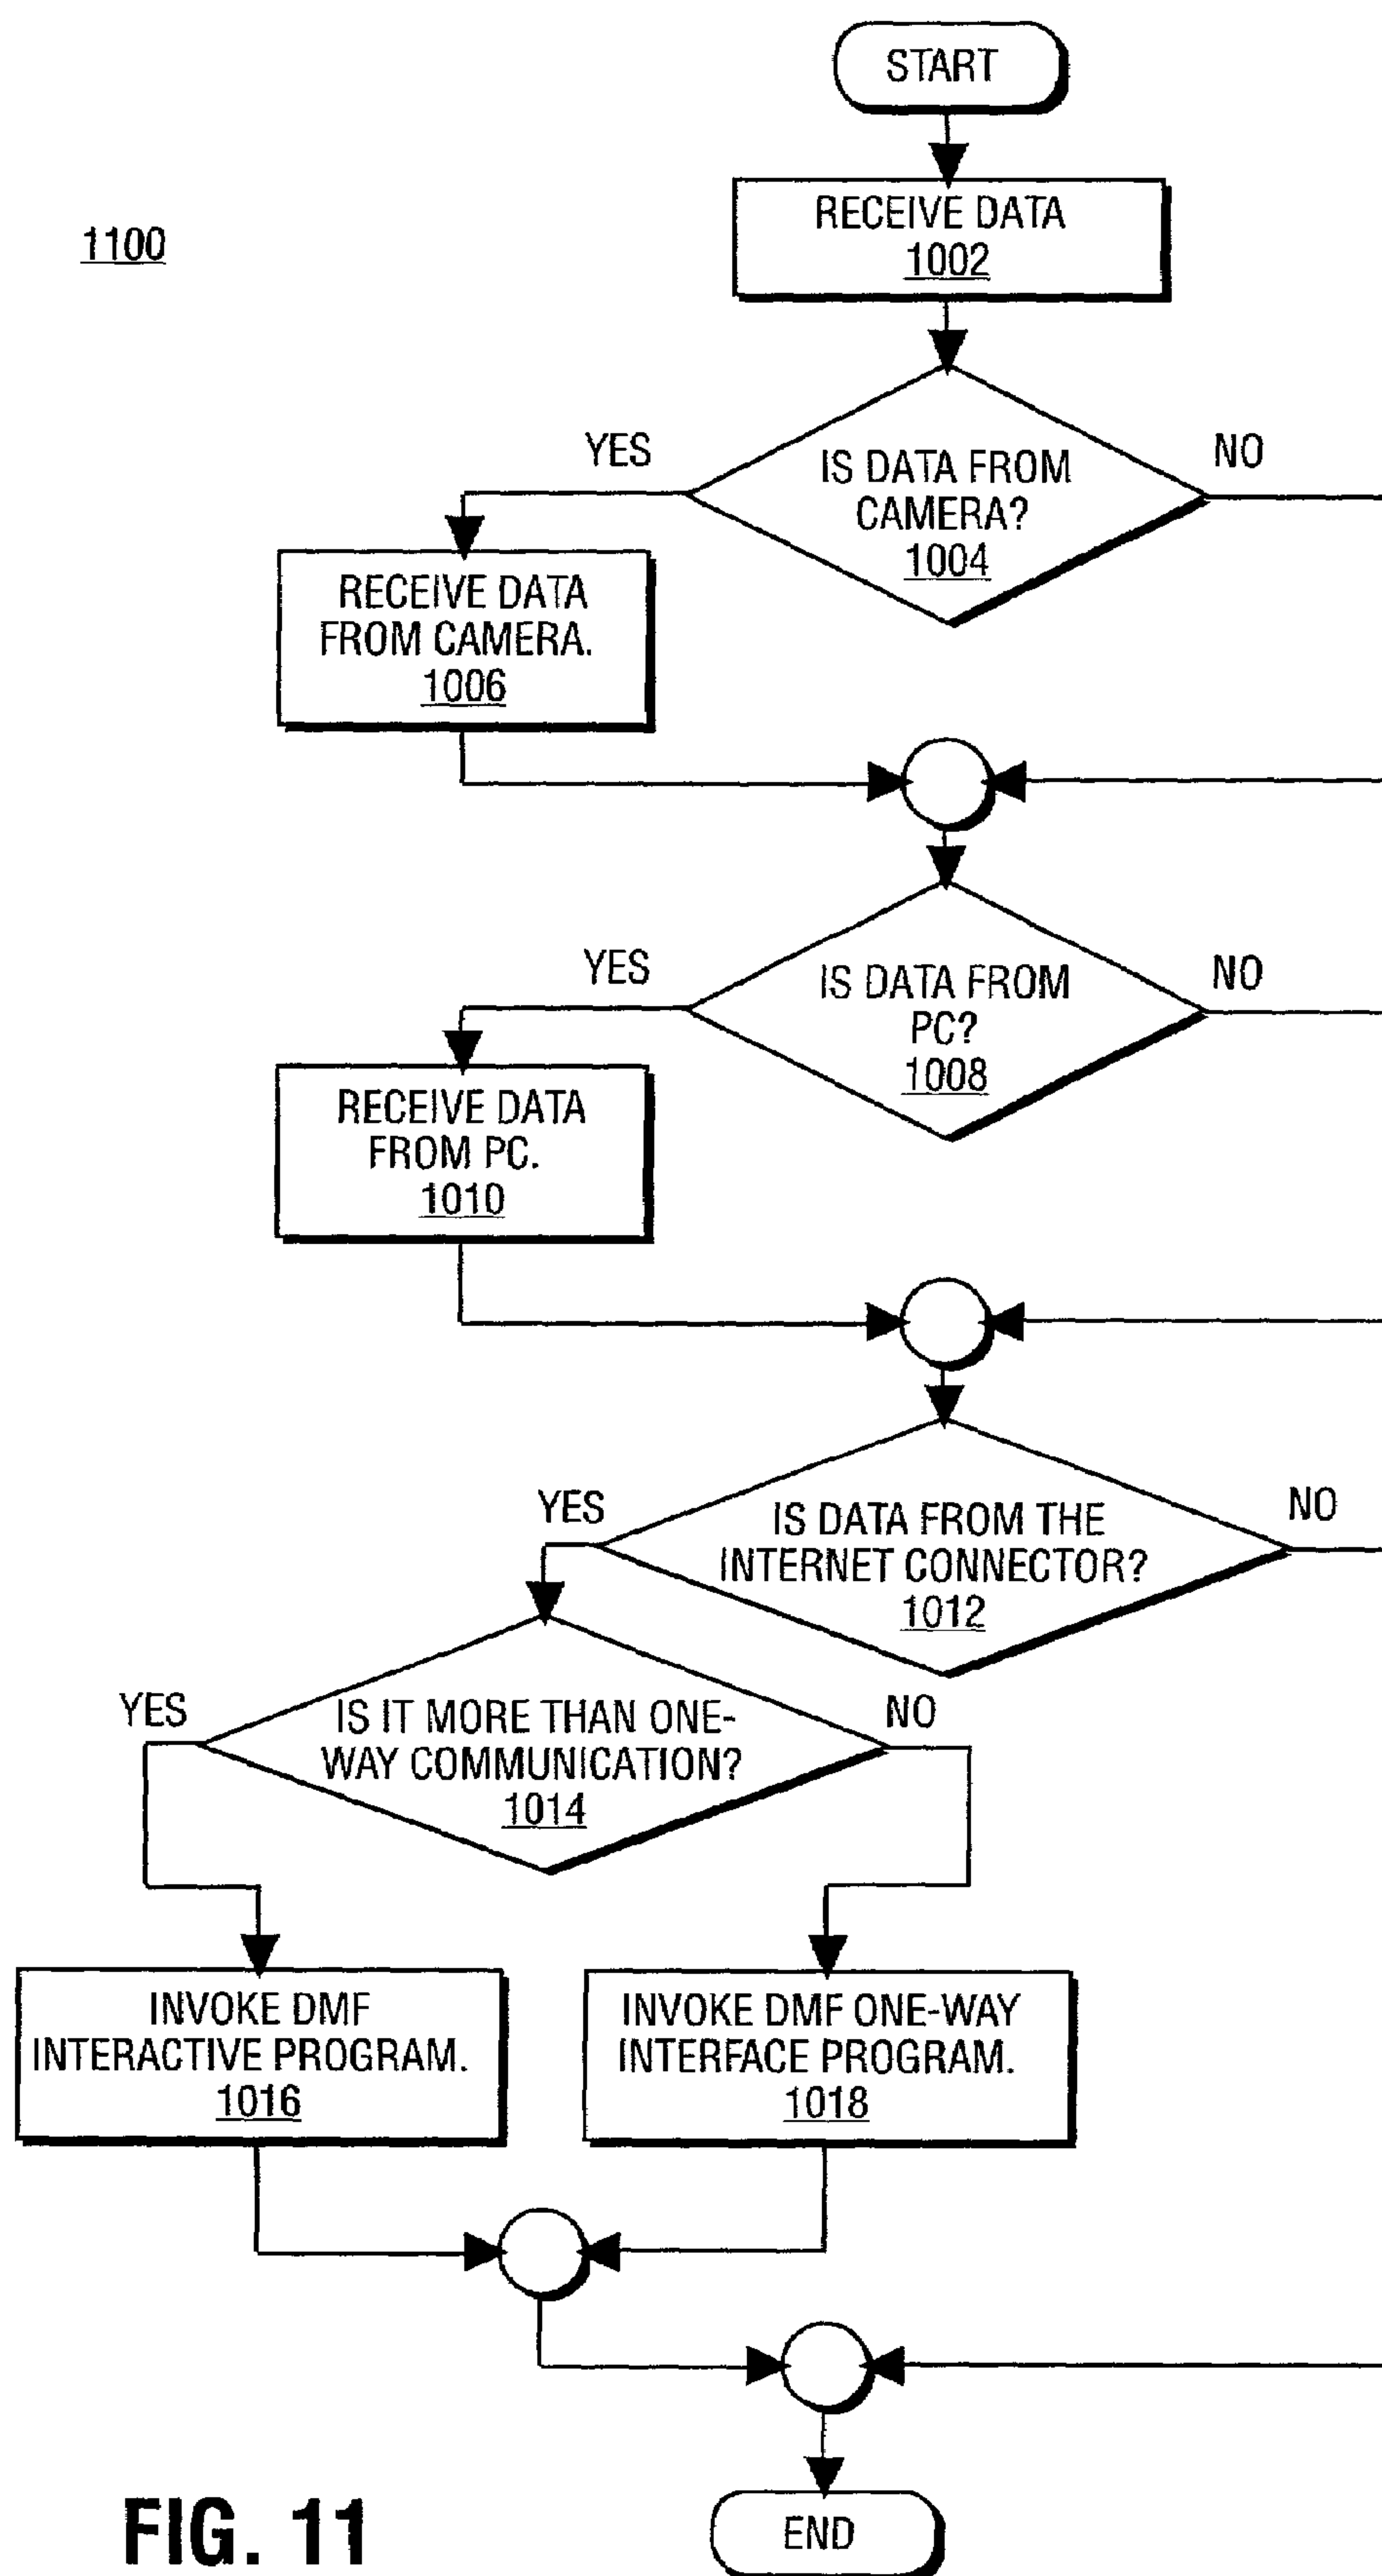 START
RECEIVE DATA
1002
1100
YES
NO
IS DATA FROM
CAMERA?
1004
RECEIVE DATA
FROM CAMERA.
1006
YES
NO
IS DATA FROM
PC?
1008
RECEIVE DATA
FROM PC.
1010
YES
NO
IS DATA FROM THE
INTERNET CONNECTOR?
1012
YES
NO
IS IT MORE THAN ONE-
WAY COMMUNICATION?
1014
INVOKE DMF
INTERACTIVE PROGRAM.
1016
INVOKE DMF ONE-WAY
INTERFACE PROGRAM.
1018
END
FIG. 11